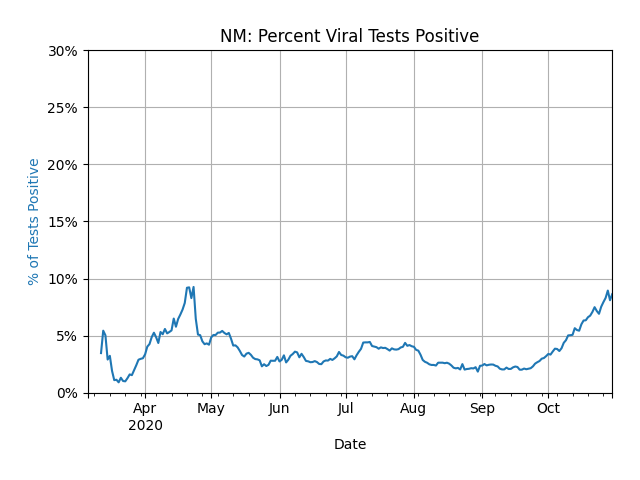 NM: Percent Viral Tests Positive
30%
25%
20%
15%
10%
5%
0%
% of Tests Positive
Apr May Jun Jul Aug Sep Oct
2020
Date